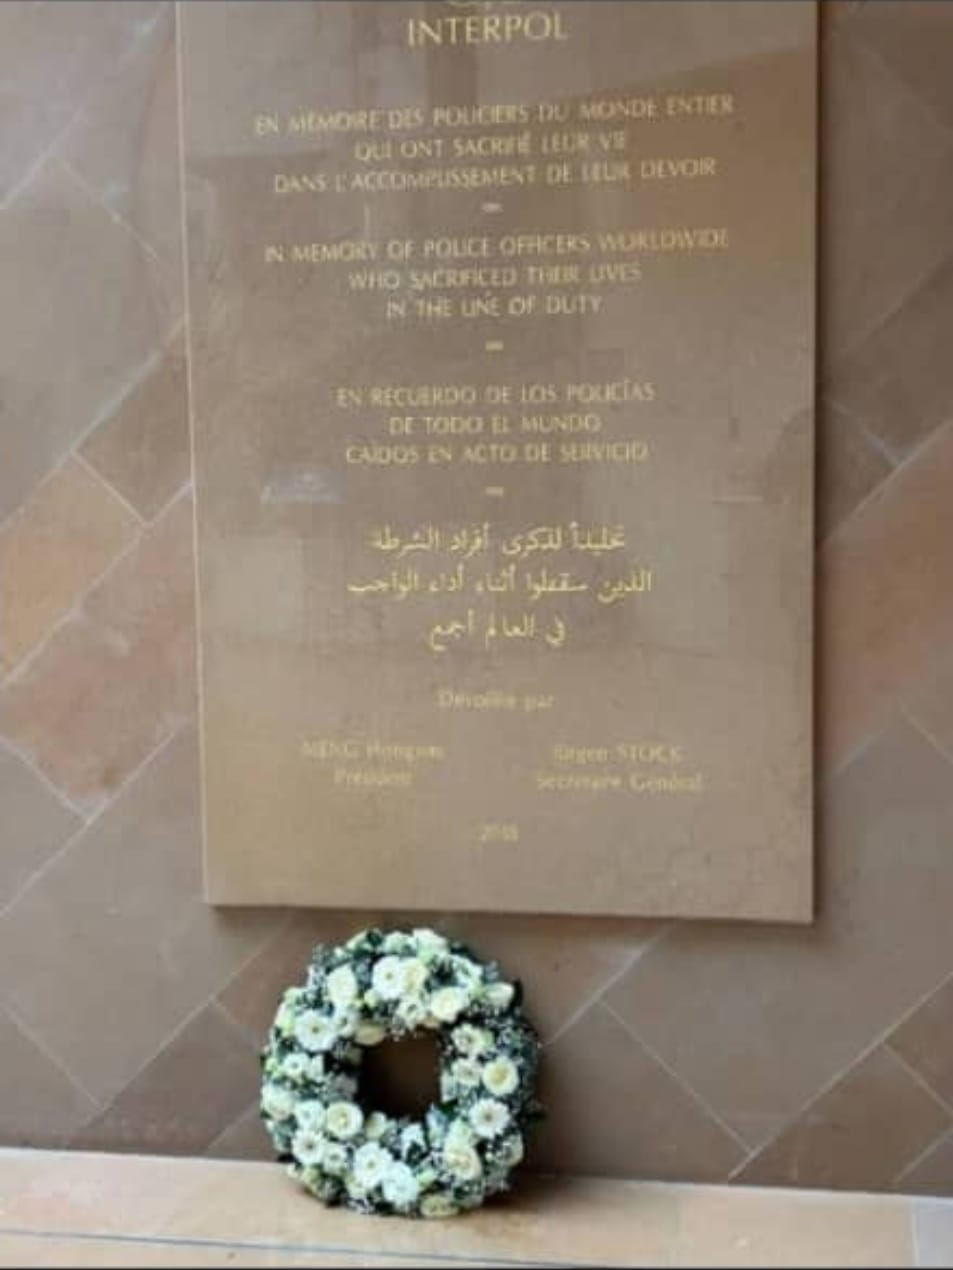 INTERPOL
EN MÉMOIRE DES POLICIERS DU MONDE ENTIER
QUI ONT SACRIFIÉ LEUR VIE
DANS L'ACCOMPLISSEMENT DE LEUR DEVOIR
IN MEMORY OF POLICE OFFICERS WORLDWIDE
WHO SACRIFICED THEIR LIVES
IN THE LINE OF DUTY
EN RECUERDO DE LOS POLICÍAS
DE TODO EL MUNDO
CAÍDOS EN ACTO DE SERVICIO
تخليداً لذكرى أفراد الشرطة
الذين سقطوا أثناء أداء الواجب
في العالم أجمع
Dévoilée par
MENG Hongwei Jürgen STOCK
Président Secrétaire Général